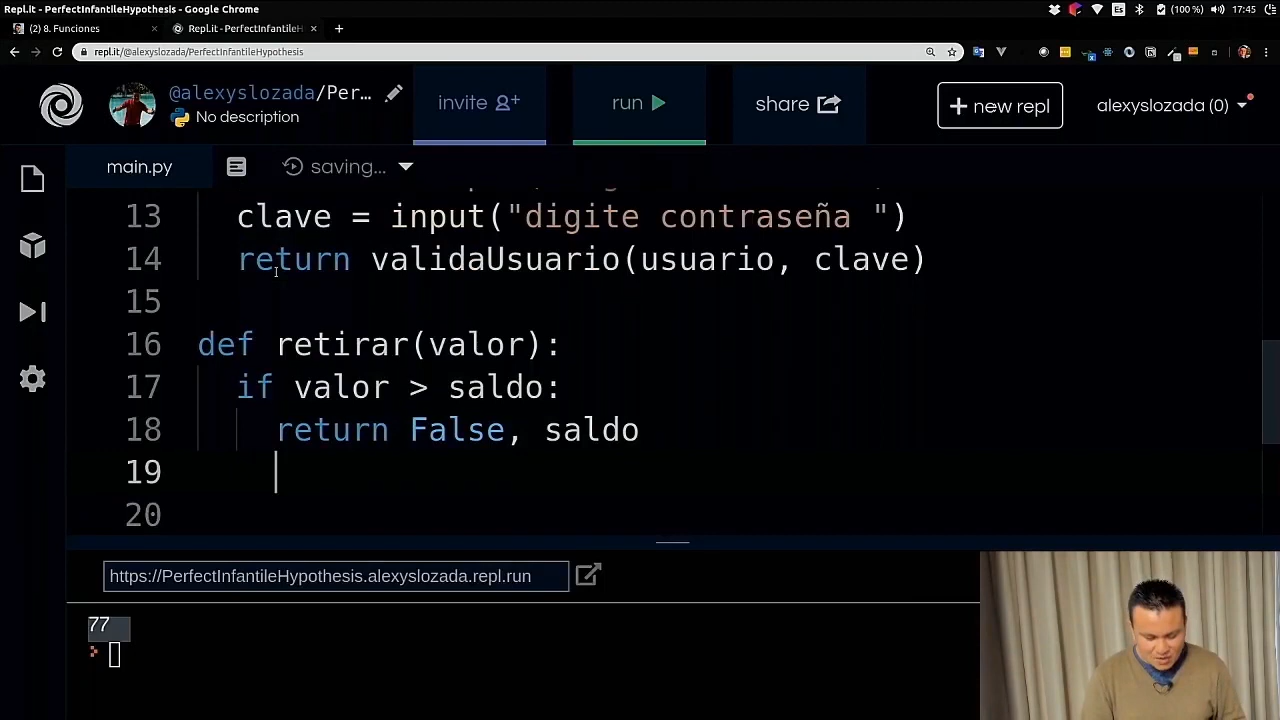 Repl.it - PerfectInfantileHypothesis - Google Chrome
Es (100 %) 17:45
(2) 8. Funciones × Repl.it - PerfectInfantileH × +
repl.it/@alexyslozada/PerfectInfantileHypothesis
@alexyslozada/Per...
No description
invite
run
share
+ new repl
alexyslozada (0)
main.py
saving...
13 clave = input("digite contraseña ")
14 return validaUsuario(usuario, clave)
15
16 def retirar(valor):
17 if valor > saldo:
18 return False, saldo
19
20
https://PerfectInfantileHypothesis.alexyslozada.repl.run
77
>